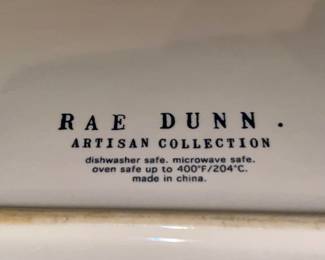 RAE DUNN.
ARTISAN COLLECTION
dishwasher safe. microwave safe.
oven safe up to 400°F/204°C.
made in china.